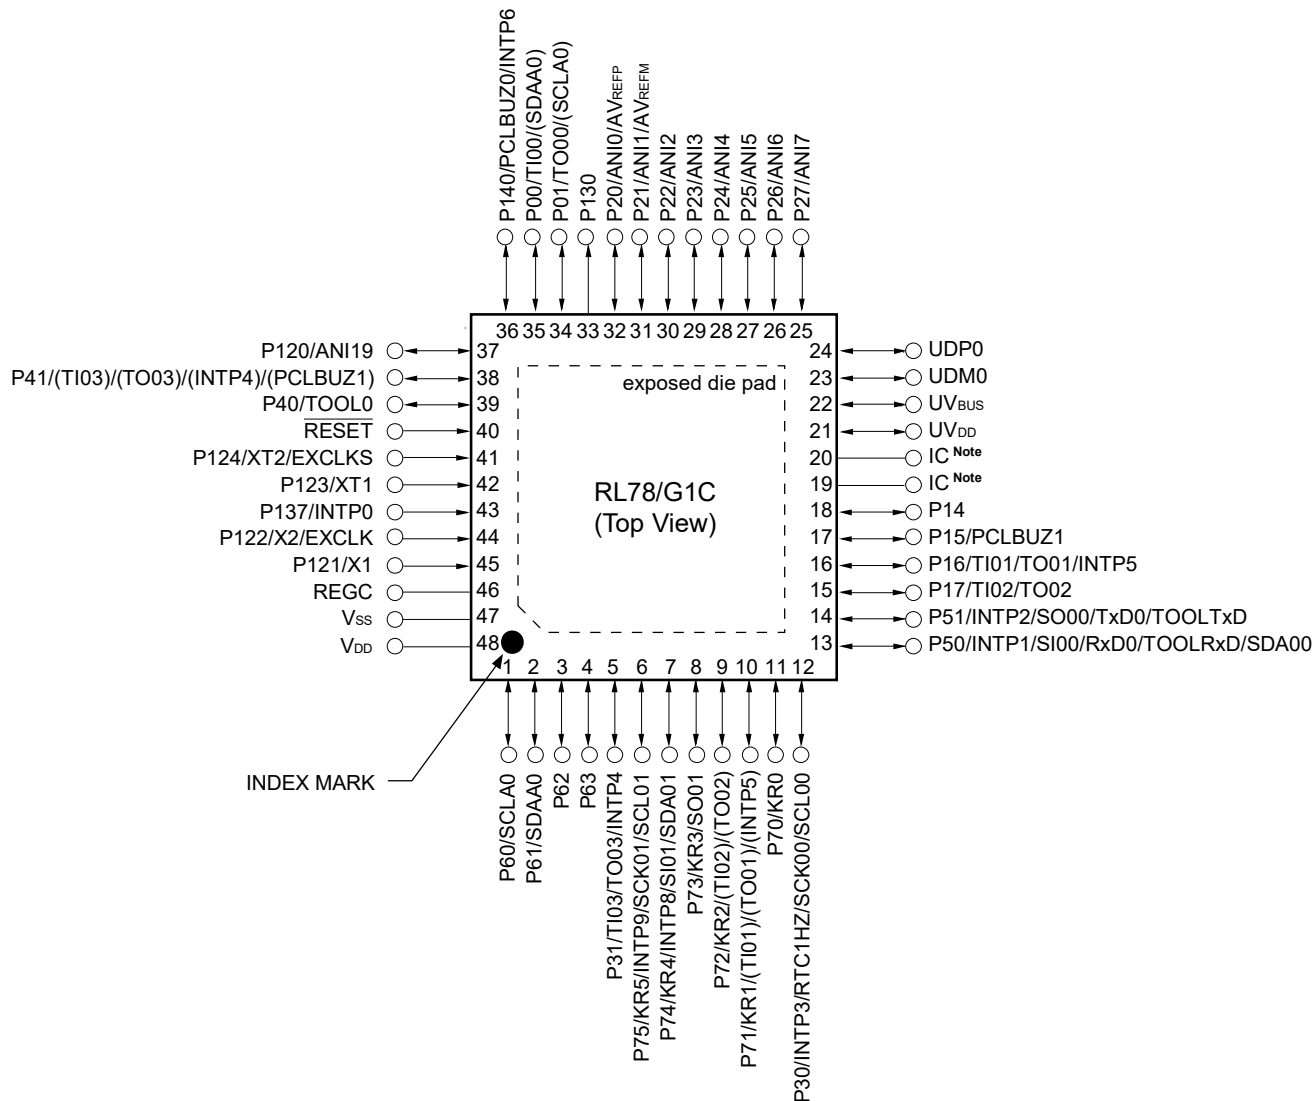 P140/PCLBUZ0/INTP6
P00/TI00/(SDAA0)
P01/TO00/(SCLA0)
P130
P20/ANI0/AVREFP
P21/ANI1/AVREFM
P22/ANI2
P23/ANI3
P24/ANI4
P25/ANI5
P26/ANI6
P27/ANI7
36 35 34 33 32 31 30 29 28 27 26 25
P120/ANI19 37
P41/(TI03)/(TO03)/(INTP4)/(PCLBUZ1) 38
P40/TOOL0 39
RESET 40
P124/XT2/EXCLKS 41
P123/XT1 42
P137/INTP0 43
P122/X2/EXCLK 44
P121/X1 45
REGC 46
VSS 47
VDD 48
exposed die pad
RL78/G1C
(Top View)
24 UDP0
23 UDM0
22 UVBUS
21 UVDD
20 IC Note
19 IC Note
18 P14
17 P15/PCLBUZ1
16 P16/TI01/TO01/INTP5
15 P17/TI02/TO02
14 P51/INTP2/SO00/TxD0/TOOLTxD
13 P50/INTP1/SI00/RxD0/TOOLRxD/SDA00
1 2 3 4 5 6 7 8 9 10 11 12
INDEX MARK
P60/SCLA0
P61/SDAA0
P62
P63
P31/TI03/TO03/INTP4
P75/KR5/INTP9/SCK01/SCL01
P74/KR4/INTP8/SI01/SDA01
P73/KR3/SO01
P72/KR2/(TI02)/(TO02)
P71/KR1/(TI01)/(TO01)/(INTP5)
P70/KR0
P30/INTP3/RTC1HZ/SCK00/SCL00